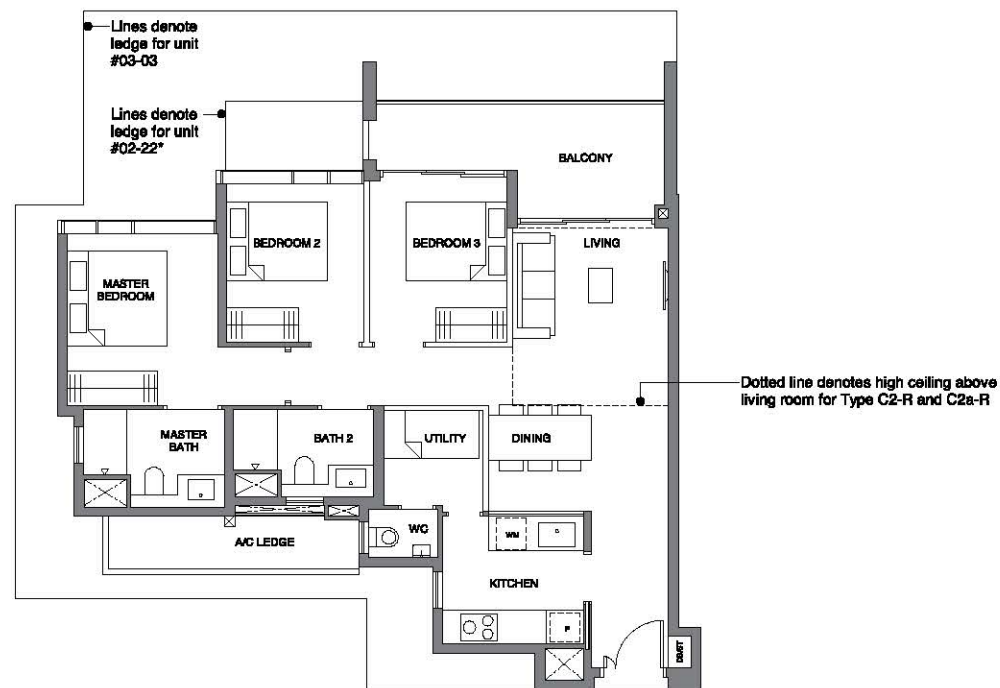 Lines denote
ledge for unit
#03-03
Lines denote
ledge for unit
#02-22*
BALCONY
BEDROOM 2
BEDROOM 3
LIVING
MASTER
BEDROOM
Dotted line denotes high ceiling above
living room for Type C2-R and C2a-R
MASTER
BATH
BATH 2
UTILITY
DINING
WC
WM
A/C LEDGE
KITCHEN
F
DB/ST